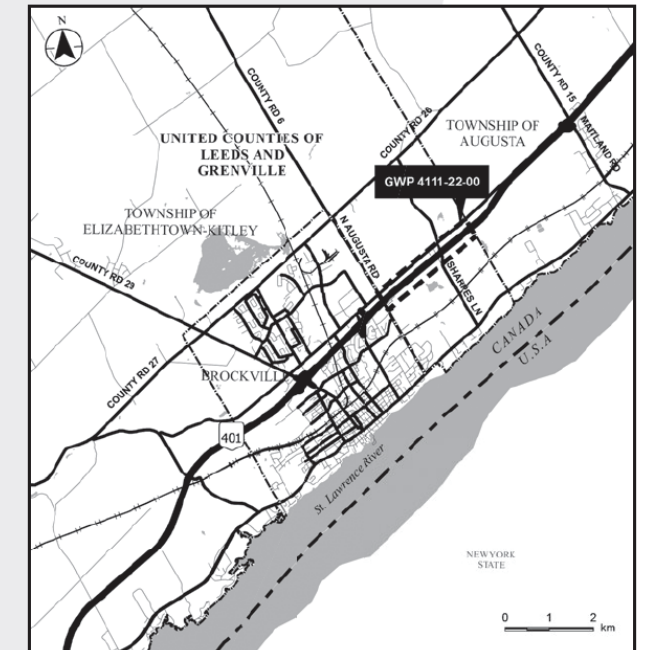 N
COUNTY RD 6
COUNTY RD 15
COUNTY RD 26
MAITLAND RD
TOWNSHIP OF
AUGUSTA
UNITED COUNTIES OF
LEEDS AND
GRENVILLE
GWP 4111-22-00
TOWNSHIP OF
ELIZABETHTOWN-KITLEY
N AUGUSTA RD
SHARPES LN
COUNTY RD 29
CANADA
U.S.A
COUNTY RD 27
BROCKVILLE
401
St. Lawrence River
NEW YORK
STATE
0 1 2
km